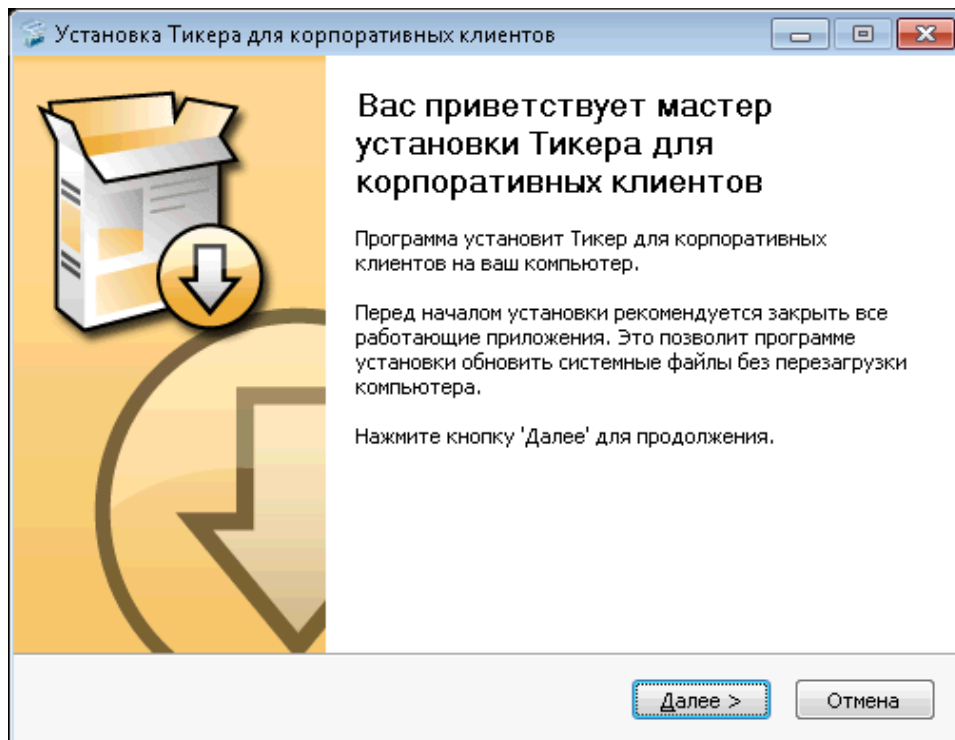 Установка Тикера для корпоративных клиентов
Вас приветствует мастер
установки Тикера для
корпоративных клиентов
Программа установит Тикер для корпоративных
клиентов на ваш компьютер.
Перед началом установки рекомендуется закрыть все
работающие приложения. Это позволит программе
установки обновить системные файлы без перезагрузки
компьютера.
Нажмите кнопку 'Далее' для продолжения.
Далее >
Отмена